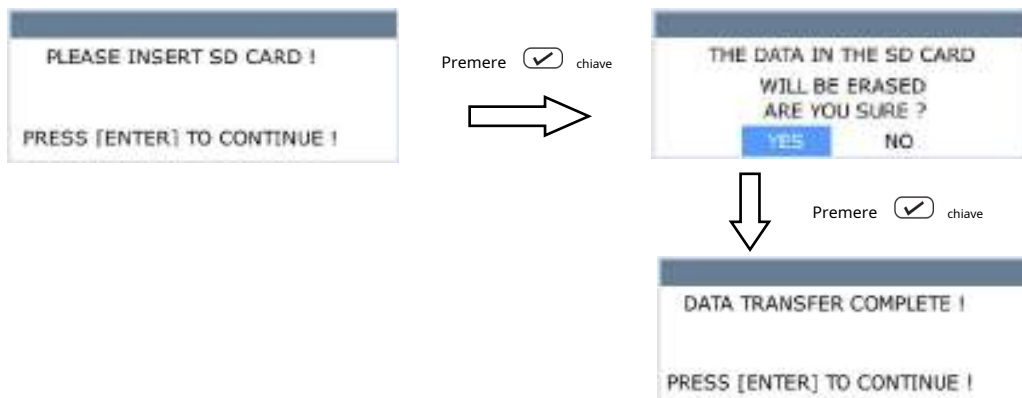 PLEASE INSERT SD CARD !
PRESS [ENTER] TO CONTINUE !
Premere chiave
THE DATA IN THE SD CARD
WILL BE ERASED
ARE YOU SURE ?
YES NO
Premere chiave
DATA TRANSFER COMPLETE !
PRESS [ENTER] TO CONTINUE !